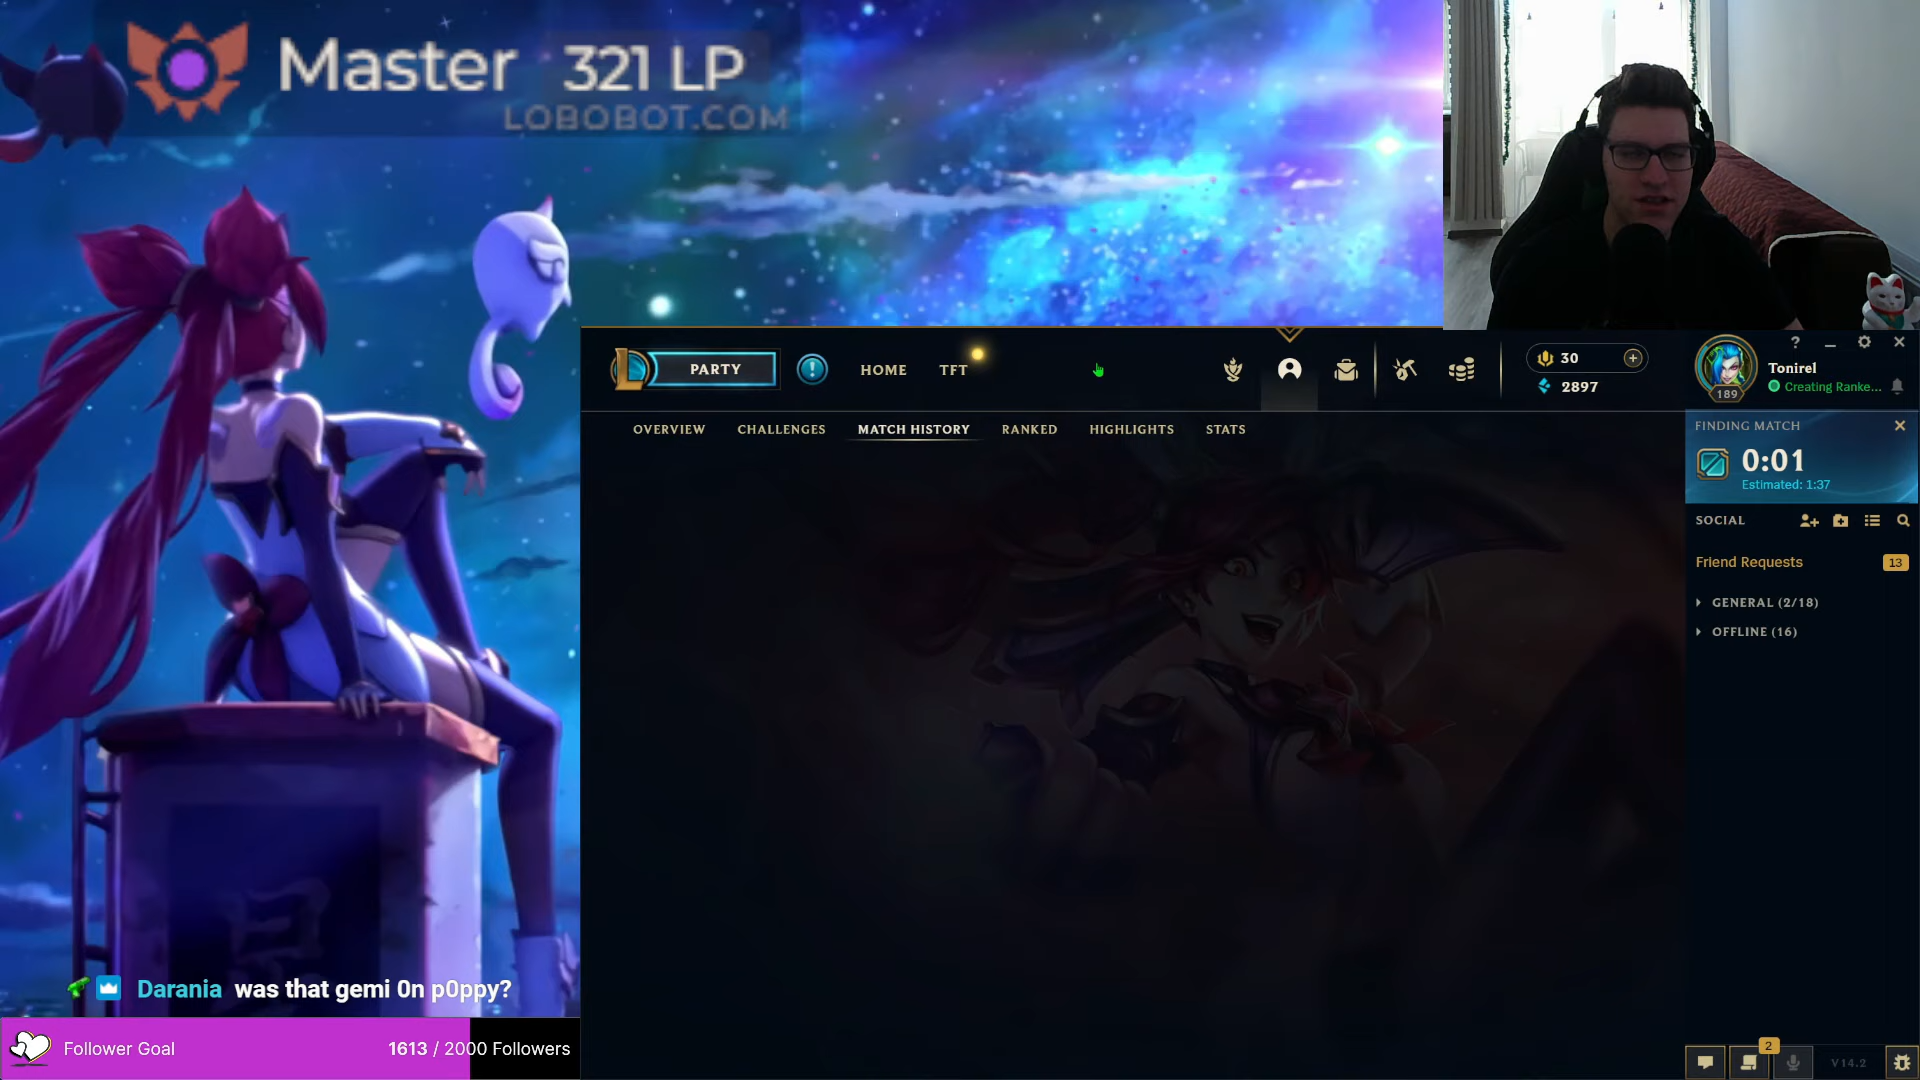 Master 321 LP
LOBOBOT.COM
PARTY
HOME
TFT
30
2897
189
Tonirel
Creating Ranke...
OVERVIEW
CHALLENGES
MATCH HISTORY
RANKED
HIGHLIGHTS
STATS
FINDING MATCH
0:01
Estimated: 1:37
SOCIAL
Friend Requests
13
GENERAL (2/18)
OFFLINE (16)
Darania was that gemi 0n p0ppy?
Follower Goal
1613 / 2000 Followers
2
V14.2